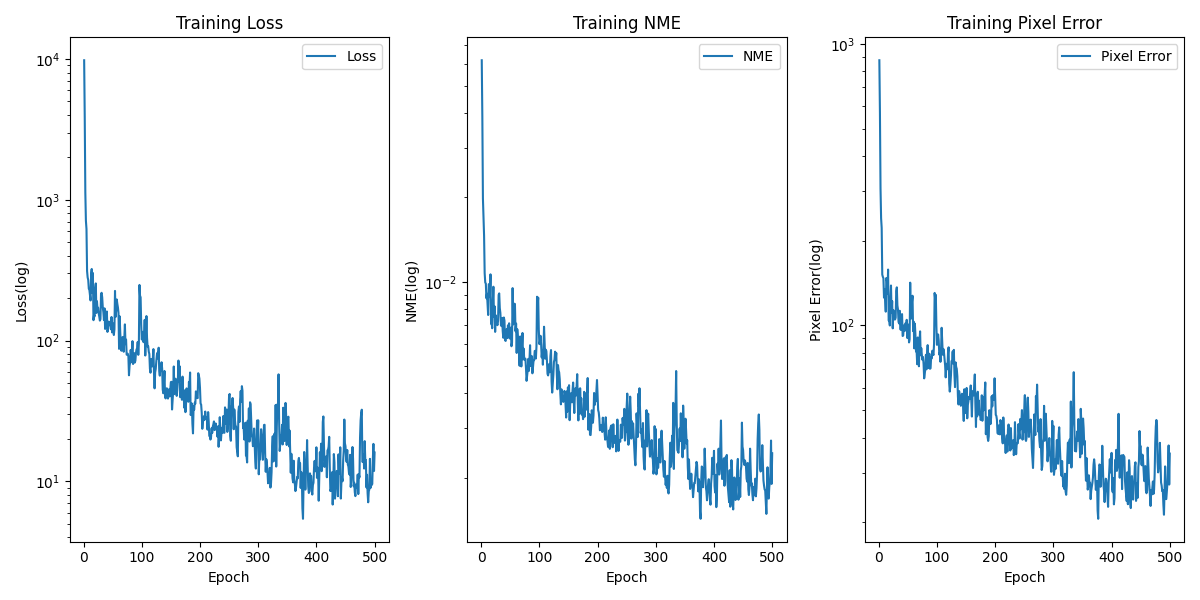 Training Loss
Loss
10^4
10^3
10^2
10^1
Loss(log)
0 100 200 300 400 500
Epoch
Training NME
NME
10^−2
NME(log)
0 100 200 300 400 500
Epoch
Training Pixel Error
Pixel Error
10^3
10^2
Pixel Error(log)
0 100 200 300 400 500
Epoch